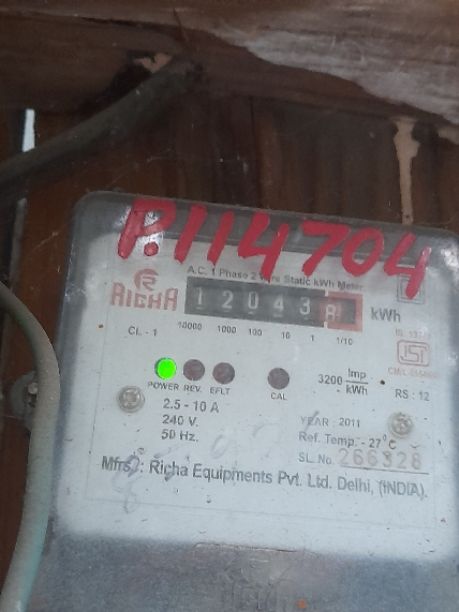 P.114704
A.C. 1 Phase 2 Wire Static kWh Meter
RICHA
12043 kWh
CL - 1
10000 1000 100 10 1 1/10
POWER REV. EFLT CAL
3200 Imp/kWh
RS : 12
2.5 - 10 A
240 V.
50 Hz.
YEAR : 2011
Ref. Temp. - 27°C
SL. No. 266328
Mfrs.: Richa Equipments Pvt. Ltd. Delhi, (INDIA).